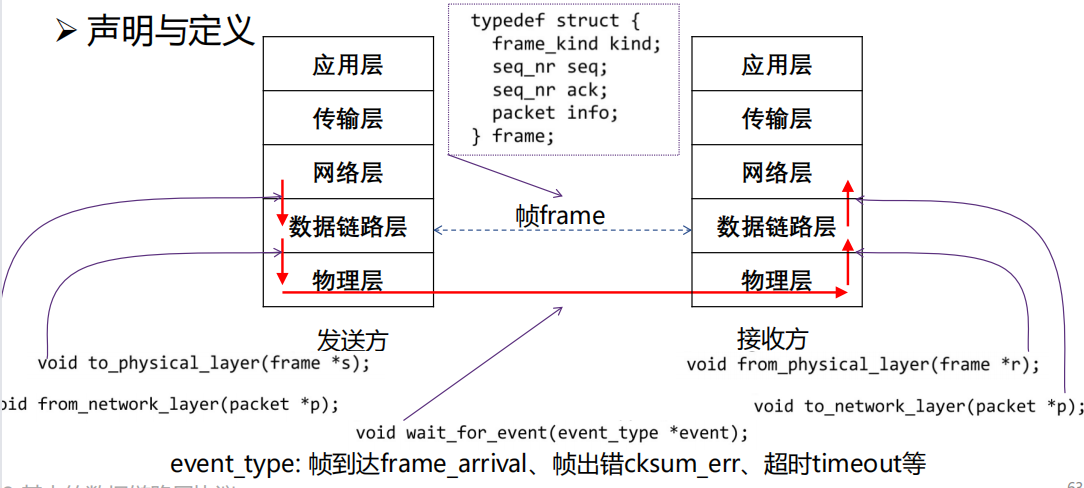 ➢ 声明与定义
typedef struct {
frame_kind kind;
seq_nr seq;
seq_nr ack;
packet info;
} frame;
应用层
传输层
网络层
数据链路层
物理层
发送方
帧frame
应用层
传输层
网络层
数据链路层
物理层
接收方
void to_physical_layer(frame *s);
void from_physical_layer(frame *r);
oid from_network_layer(packet *p);
void to_network_layer(packet *p);
void wait_for_event(event_type *event);
event_type: 帧到达frame_arrival、帧出错cksum_err、超时timeout等
63